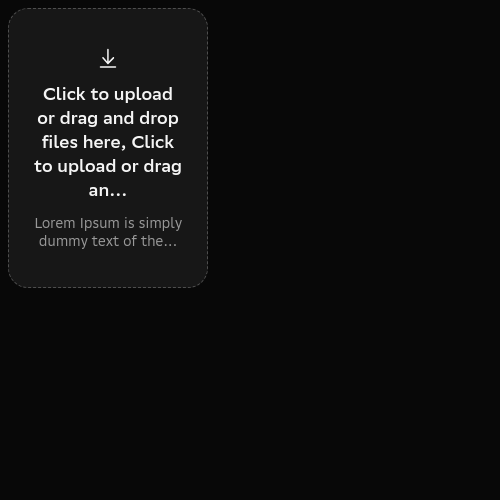 Click to upload
or drag and drop
files here, Click
to upload or drag
an...
Lorem Ipsum is simply
dummy text of the...